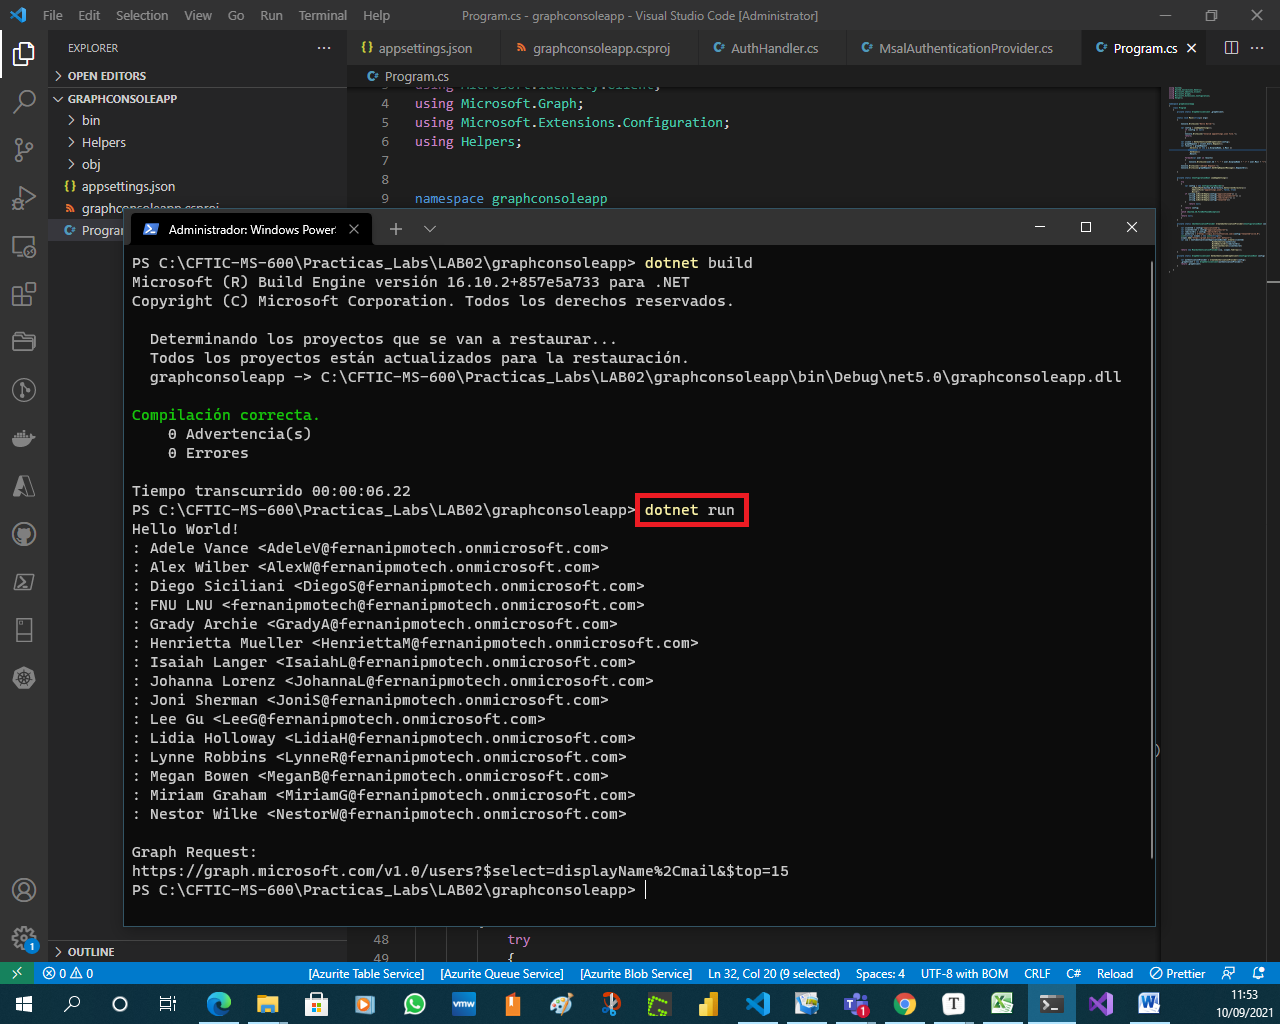 File Edit Selection View Go Run Terminal Help Program.cs - graphconsoleapp - Visual Studio Code [Administrator]
EXPLORER
OPEN EDITORS
GRAPHCONSOLEAPP
bin
Helpers
obj
{} appsettings.json
graphconsoleapp.csproj
C# Progra
OUTLINE
{} appsettings.json
graphconsoleapp.csproj
C# AuthHandler.cs
C# MsalAuthenticationProvider.cs
C# Program.cs
C# Program.cs
3 using Microsoft.Identity.Client;
4 using Microsoft.Graph;
5 using Microsoft.Extensions.Configuration;
6 using Helpers;
7
8
9 namespace graphconsoleapp
Administrador: Windows Power
PS C:\CFTIC-MS-600\Practicas_Labs\LAB02\graphconsoleapp> dotnet build
Microsoft (R) Build Engine versión 16.10.2+857e5a733 para .NET
Copyright (C) Microsoft Corporation. Todos los derechos reservados.
Determinando los proyectos que se van a restaurar...
Todos los proyectos están actualizados para la restauración.
graphconsoleapp -> C:\CFTIC-MS-600\Practicas_Labs\LAB02\graphconsoleapp\bin\Debug\net5.0\graphconsoleapp.dll
Compilación correcta.
0 Advertencia(s)
0 Errores
Tiempo transcurrido 00:00:06.22
PS C:\CFTIC-MS-600\Practicas_Labs\LAB02\graphconsoleapp> dotnet run
Hello World!
: Adele Vance <AdeleV@fernanipmotech.onmicrosoft.com>
: Alex Wilber <AlexW@fernanipmotech.onmicrosoft.com>
: Diego Siciliani <DiegoS@fernanipmotech.onmicrosoft.com>
: FNU LNU <fernanipmotech@fernanipmotech.onmicrosoft.com>
: Grady Archie <GradyA@fernanipmotech.onmicrosoft.com>
: Henrietta Mueller <HenriettaM@fernanipmotech.onmicrosoft.com>
: Isaiah Langer <IsaiahL@fernanipmotech.onmicrosoft.com>
: Johanna Lorenz <JohannaL@fernanipmotech.onmicrosoft.com>
: Joni Sherman <JoniS@fernanipmotech.onmicrosoft.com>
: Lee Gu <LeeG@fernanipmotech.onmicrosoft.com>
: Lidia Holloway <LidiaH@fernanipmotech.onmicrosoft.com>
: Lynne Robbins <LynneR@fernanipmotech.onmicrosoft.com>
: Megan Bowen <MeganB@fernanipmotech.onmicrosoft.com>
: Miriam Graham <MiriamG@fernanipmotech.onmicrosoft.com>
: Nestor Wilke <NestorW@fernanipmotech.onmicrosoft.com>
Graph Request:
https://graph.microsoft.com/v1.0/users?$select=displayName%2Cmail&$top=15
PS C:\CFTIC-MS-600\Practicas_Labs\LAB02\graphconsoleapp>
48 try
49 {
1
0 0 [Azurite Table Service] [Azurite Queue Service] [Azurite Blob Service] Ln 32, Col 20 (9 selected) Spaces: 4 UTF-8 with BOM CRLF C# Reload Prettier
vmw T 1
11:53
10/09/2021